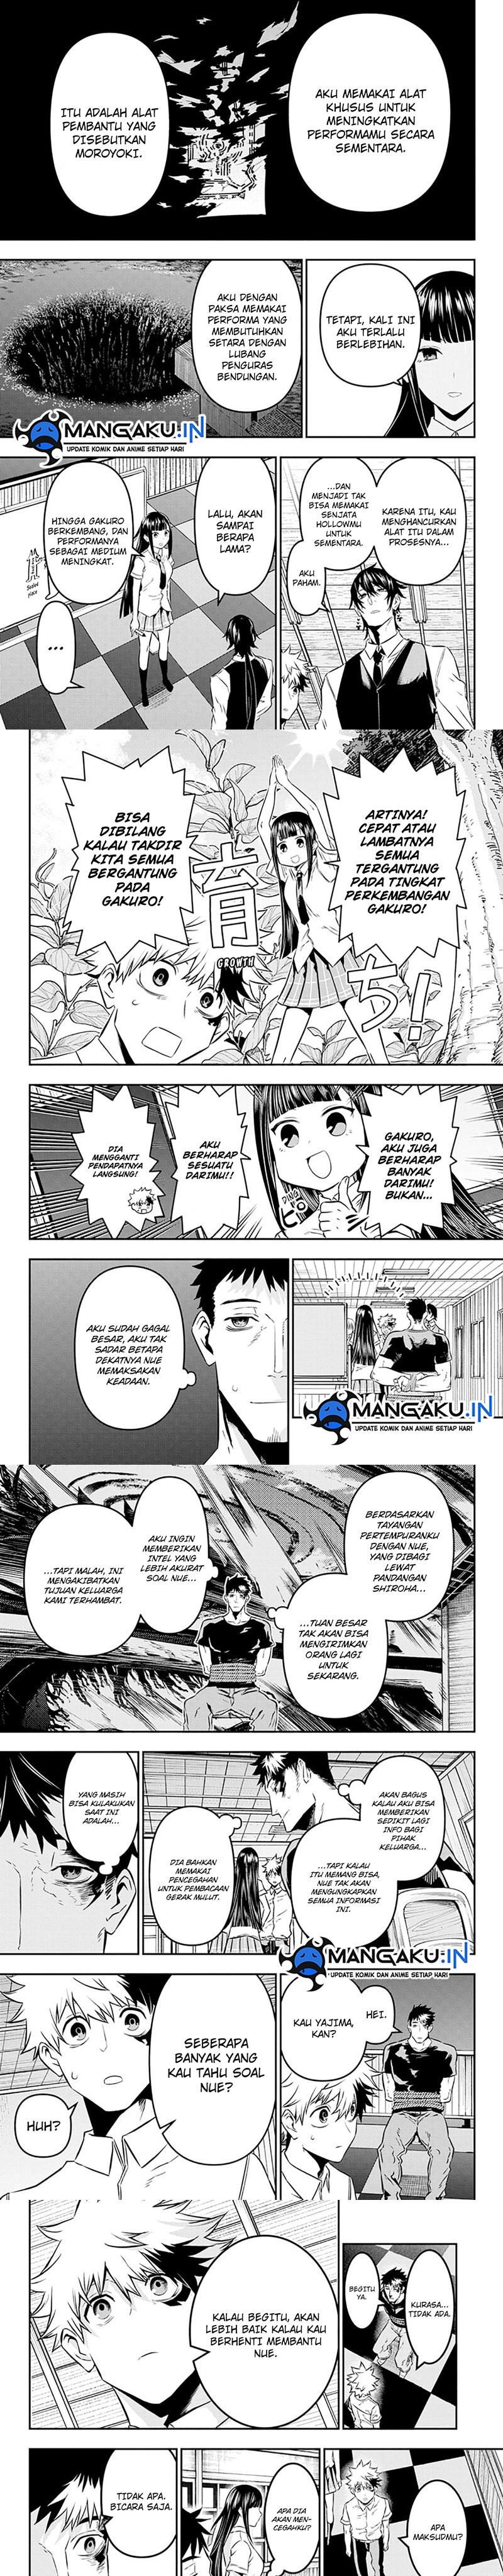 AKU MEMAKAI ALAT
KHUSUS UNTUK
MENINGKATKAN
PERFORMAMU SECARA
SEMENTARA.
ITU ADALAH ALAT
PEMBANTU YANG
DISEBUTKAN
MOROYOKI.
TETAPI, KALI INI
AKU TERLALU
BERLEBIHAN.
AKU DENGAN
PAKSA MEMAKAI
PERFORMA YANG
MEMBUTUHKAN
SETARA DENGAN
LUBANG
PENGURAS
BENDUNGAN.
MANGAKU.IN
UPDATE KOMIK DAN ANIME SETIAP HARI
KARENA ITU, KAU
MENGHANCURKAN
ALAT ITU DALAM
PROSESNYA...
...DAN
MENJADI TAK
BISA MEMAKAI
SENJATA
HOLLOWMU
UNTUK
SEMENTARA.
AKU
PAHAM.
LALU, AKAN
SAMPAI
BERAPA
LAMA?
HINGGA GAKURO
BERKEMBANG, DAN
PERFORMANYA
SEBAGAI MEDIUM
MENINGKAT.
...
ARTINYA!
CEPAT ATAU
LAMBATNYA
SEMUA
TERGANTUNG
PADA TINGKAT
PERKEMBANGAN
GAKURO!
BISA
DIBILANG
KALAU TAKDIR
KITA SEMUA
BERGANTUNG
PADA
GAKURO!
育
GROWTH
ち!
GAKURO,
AKU JUGA
BERHARAP
BANYAK
DARIMU!
BUKAN...
ピッ
AKU
BERHARAP
SESUATU
DARIMU!!
DIA
MENGGANTI
PENDAPATNYA
LANGSUNG!
MANGAKU.IN
UPDATE KOMIK DAN ANIME SETIAP HARI
AKU SUDAH GAGAL
BESAR, AKU TAK
SADAR BETAPA
DEKATNYA NUE
MEMAKSAKAN
KEADAAN.
BERDASARKAN
TAYANGAN
PERTEMPURANKU
DENGAN NUE,
YANG DIBAGI
LEWAT
PANDANGAN
SHIROHA...
...TUAN BESAR
TAK AKAN BISA
MENGIRIMKAN
ORANG LAGI
UNTUK
SEKARANG.
AKU INGIN
MEMBERIKAN
INTEL YANG
LEBIH AKURAT
SOAL NUE...
...TAPI MALAH, INI
MENGAKIBATKAN
TUJUAN KELUARGA
KAMI TERHAMBAT.
AKAN BAGUS
KALAU AKU BISA
MEMBERIKAN
SEDIKIT LAGI
INFO BAGI
PIHAK
KELUARGA...
...TAPI KALAU
ITU MEMANG BISA,
NUE TAK AKAN
MENGUNGKAPKAN
SEMUA INFORMASI
INI.
DIA BAHKAN
MEMAKAI
PENCEGAHAN
UNTUK PEMBACAAN
GERAK MULUT.
YANG MASIH
BISA KULAKUKAN
SAAT INI
ADALAH...
MANGAKU.IN
UPDATE KOMIK DAN ANIME SETIAP HARI
HEI.
KAU YAJIMA,
KAN?
SEBERAPA
BANYAK YANG
KAU TAHU SOAL
NUE?
HUH?
KURASA...
TIDAK ADA.
BEGITU
YA.
KALAU BEGITU, AKAN
LEBIH BAIK KALAU KAU
BERHENTI MEMBANTU
NUE.
APA
MAKSUDMU?
APA DIA
AKAN MEN-
CEGAHKU?
TIDAK APA.
BICARA SAJA.